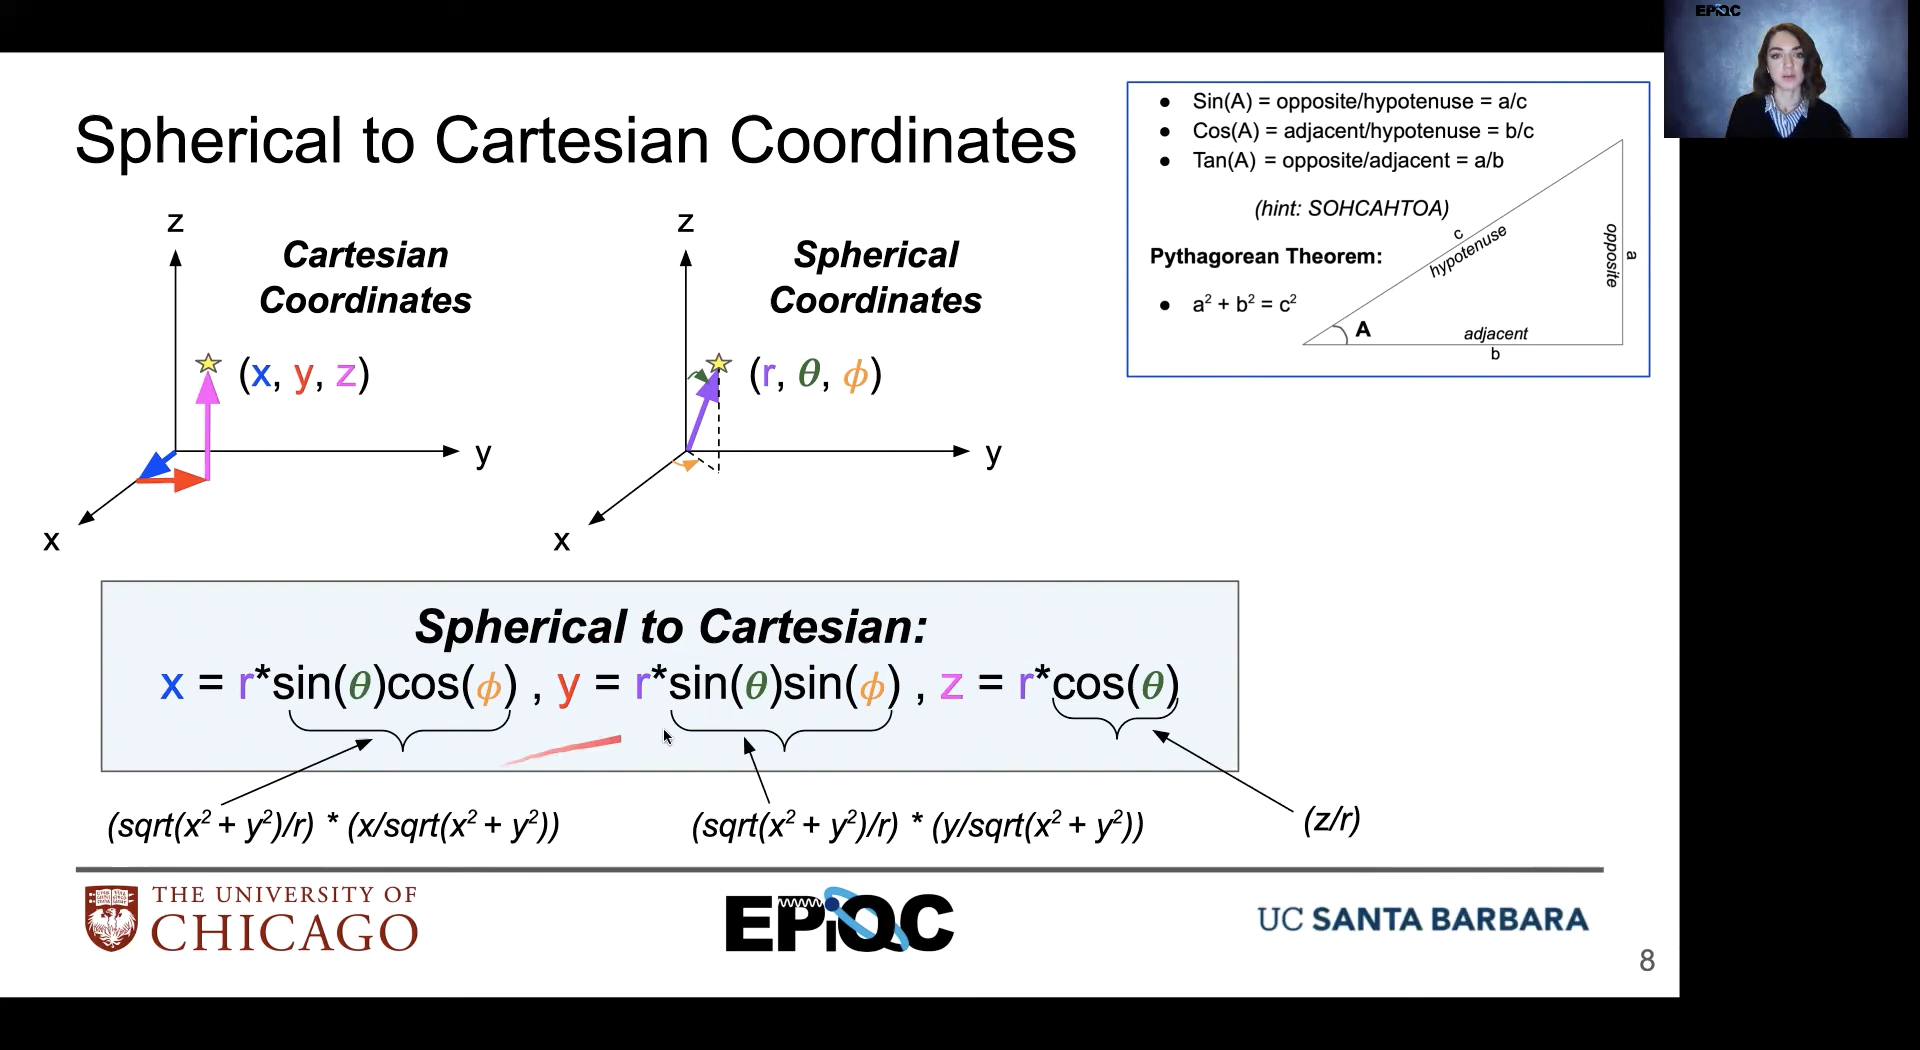 EPiQC
Spherical to Cartesian Coordinates
● Sin(A) = opposite/hypotenuse = a/c
● Cos(A) = adjacent/hypotenuse = b/c
● Tan(A) = opposite/adjacent = a/b
(hint: SOHCAHTOA)
Pythagorean Theorem:
● a² + b² = c²
c
hypotenuse
opposite
a
A
adjacent
b
z
Cartesian
Coordinates
(x, y, z)
y
x
z
Spherical
Coordinates
(r, θ, ϕ)
y
x
Spherical to Cartesian:
x = r*sin(θ)cos(ϕ) , y = r*sin(θ)sin(ϕ) , z = r*cos(θ)
(sqrt(x² + y²)/r) * (x/sqrt(x² + y²))
(sqrt(x² + y²)/r) * (y/sqrt(x² + y²))
(z/r)
THE UNIVERSITY OF
CHICAGO
EPiQC
UC SANTA BARBARA
8